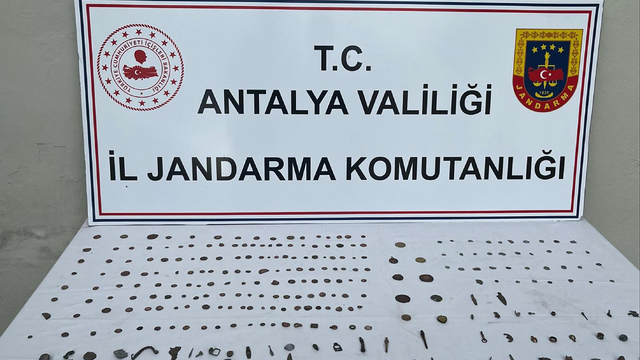 T.C.
ANTALYA VALİLİĞİ
İL JANDARMA KOMUTANLIĞI
JANDARMA